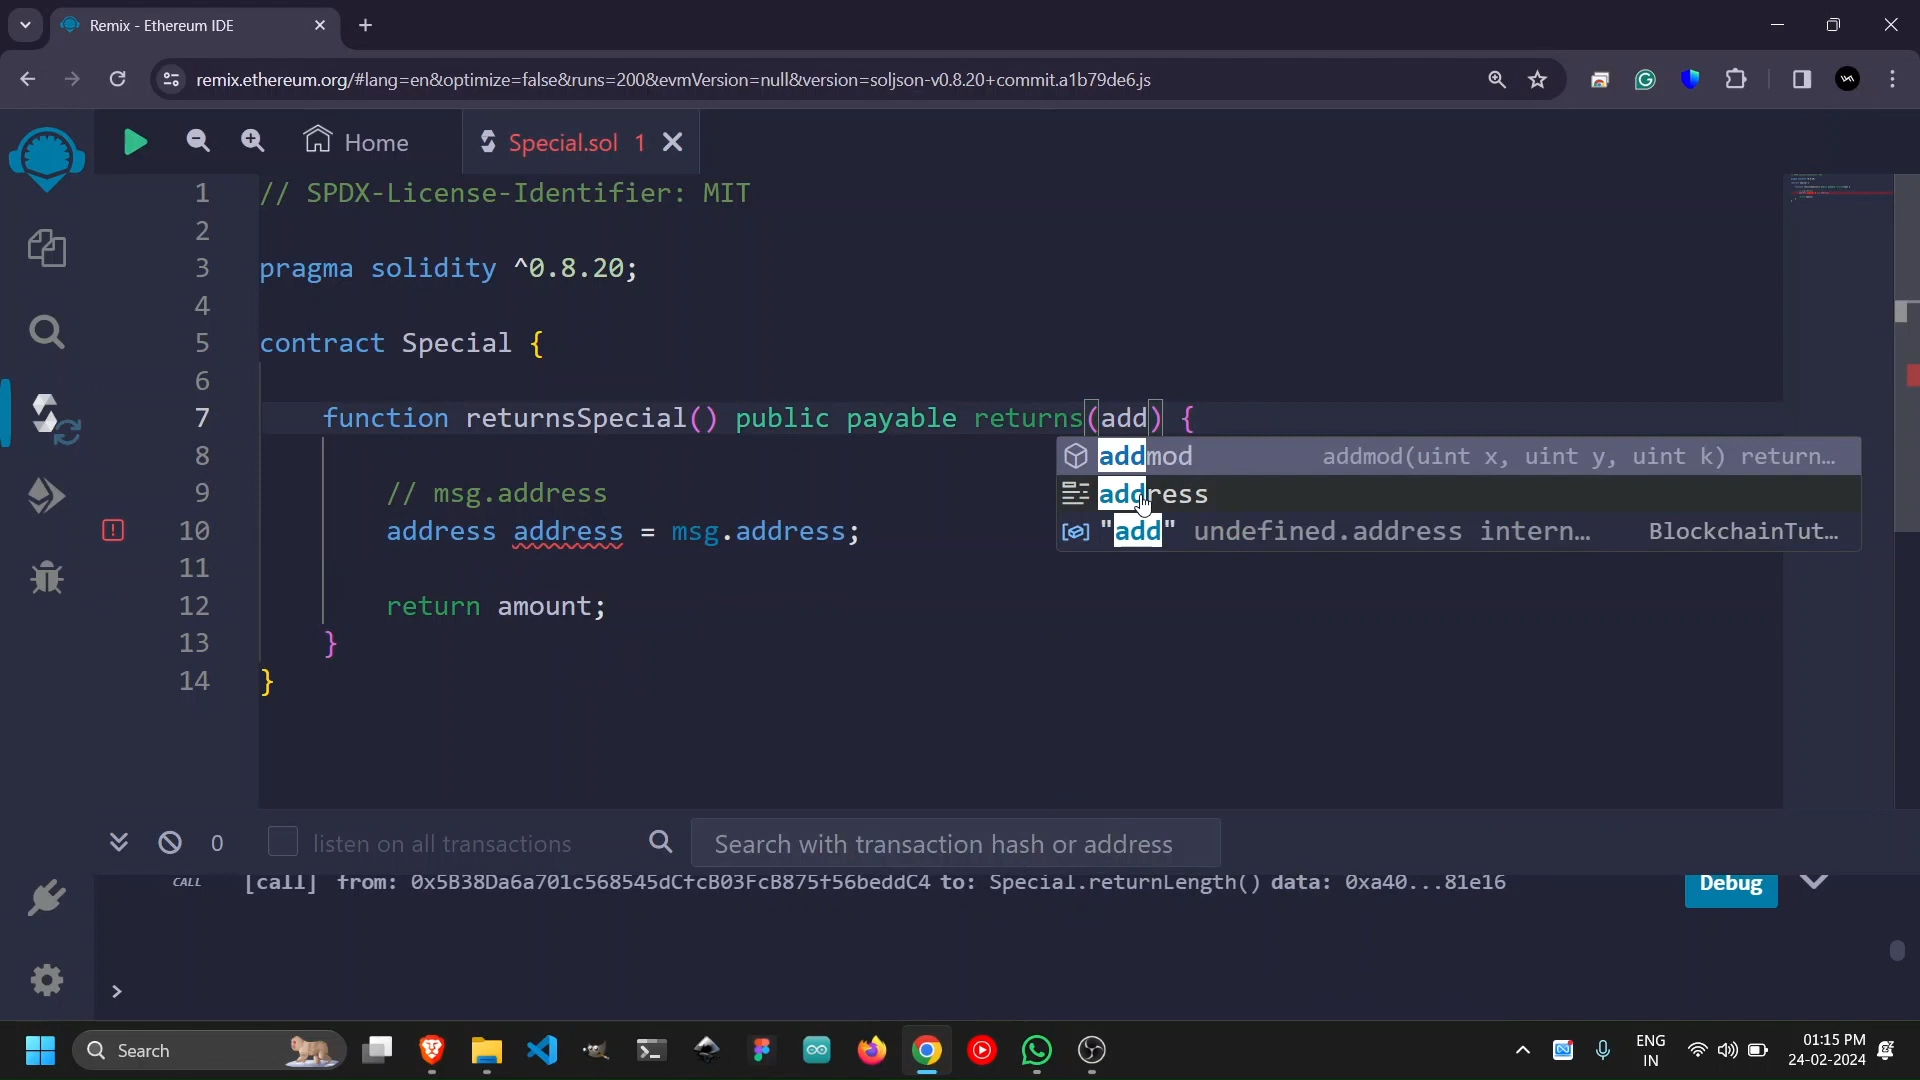 Remix - Ethereum IDE
remix.ethereum.org/#lang=en&optimize=false&runs=200&evmVersion=null&version=soljson-v0.8.20+commit.a1b79de6.js
Home
Special.sol 1
1 // SPDX-License-Identifier: MIT
2
3 pragma solidity ^0.8.20;
4
5 contract Special {
6
7 function returnsSpecial() public payable returns(add) {
addmod addmod(uint x, uint y, uint k) return…
8
9 // msg.address
address
10 address address = msg.address;
"add" undefined.address intern… BlockchainTut…
11
12 return amount;
13 }
14 }
0 listen on all transactions Search with transaction hash or address
CALL [call] from: 0x5B38Da6a701c568545dCfcB03FcB875f56beddC4 to: Special.returnLength() data: 0xa40...81e16 Debug
>
Search
ENG
IN
01:15 PM
24-02-2024